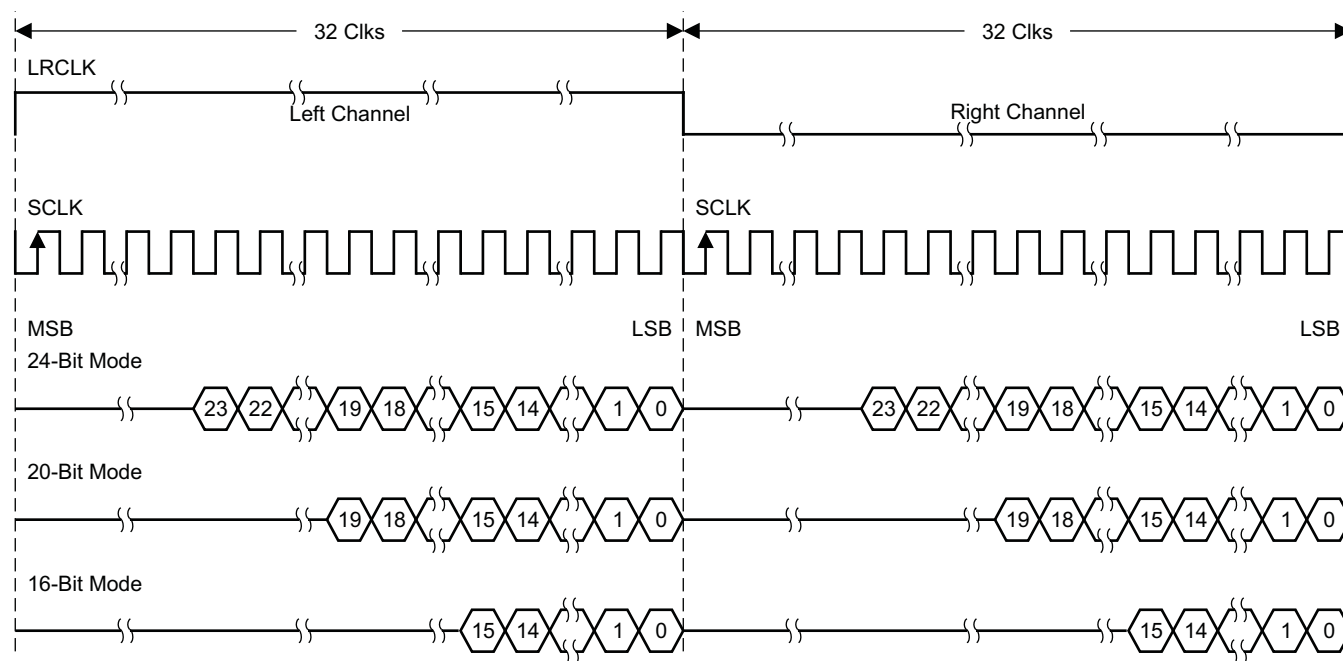 32 Clks 32 Clks
LRCLK
Left Channel Right Channel
SCLK SCLK
MSB LSB MSB LSB
24-Bit Mode
23 22 19 18 15 14 1 0 23 22 19 18 15 14 1 0
20-Bit Mode
19 18 15 14 1 0 19 18 15 14 1 0
16-Bit Mode
15 14 1 0 15 14 1 0